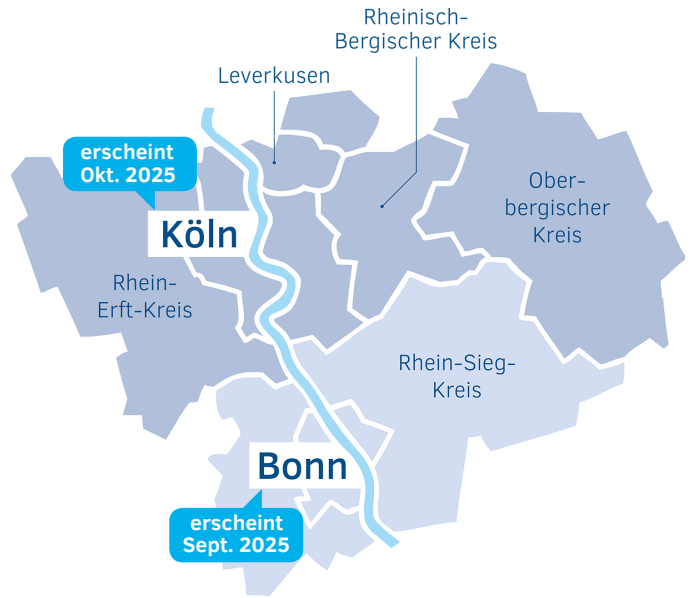 Rheinisch-
Bergischer Kreis
Leverkusen
erscheint
Okt. 2025
Köln
Ober-
bergischer
Kreis
Rhein-
Erft-Kreis
Rhein-Sieg-
Kreis
Bonn
erscheint
Sept. 2025